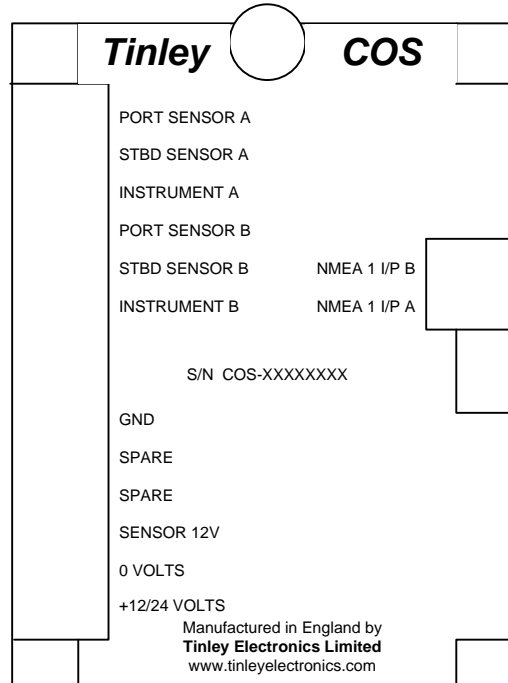 Tinley COS
PORT SENSOR A
STBD SENSOR A
INSTRUMENT A
PORT SENSOR B
STBD SENSOR B NMEA 1 I/P B
INSTRUMENT B NMEA 1 I/P A
S/N COS-XXXXXXXX
GND
SPARE
SPARE
SENSOR 12V
0 VOLTS
+12/24 VOLTS
Manufactured in England by
Tinley Electronics Limited
www.tinleyelectronics.com